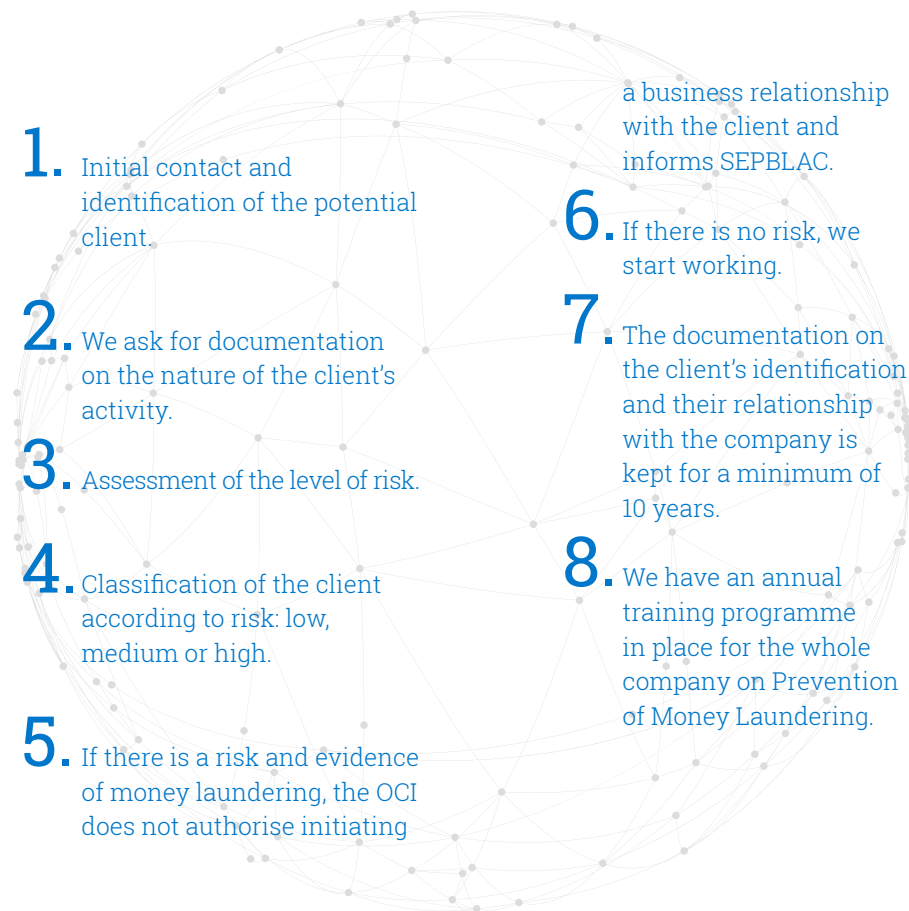 1. Initial contact and
identification of the potential
client.
2. We ask for documentation
on the nature of the client's
activity.
3. Assessment of the level of risk.
4. Classification of the client
according to risk: low,
medium or high.
5. If there is a risk and evidence
of money laundering, the OCI
does not authorise initiating
a business relationship
with the client and
informs SEPBLAC.
6. If there is no risk, we
start working.
7. The documentation on
the client's identification
and their relationship
with the company is
kept for a minimum of
10 years.
8. We have an annual
training programme
in place for the whole
company on Prevention
of Money Laundering.